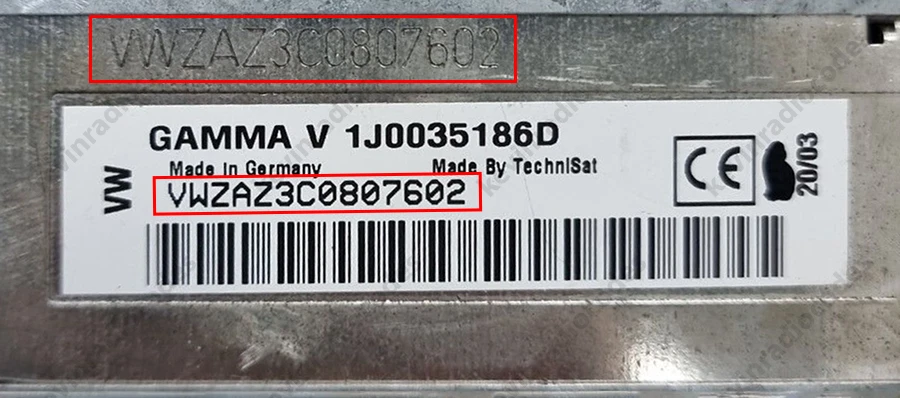 VWZAZ3C0807602
GAMMA V 1J0035186D
Made in Germany Made By TechniSat
VW
VWZAZ3C0807602
CE
20/03